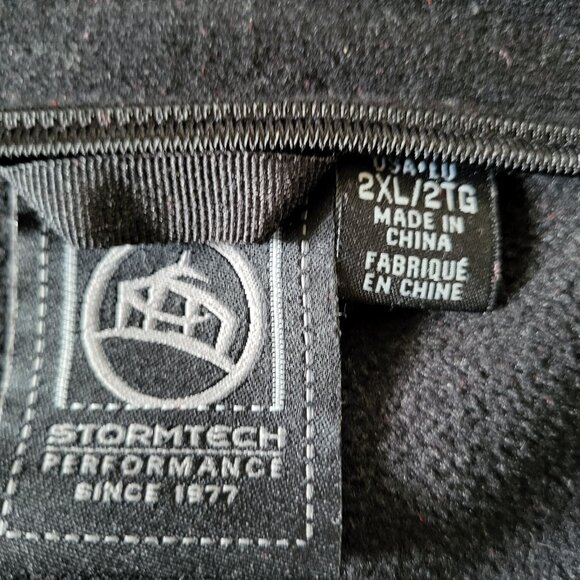 2XL/2TG
MADE IN
CHINA
FABRIQUÉ
EN CHINE
STORMTECH
PERFORMANCE
SINCE 1977